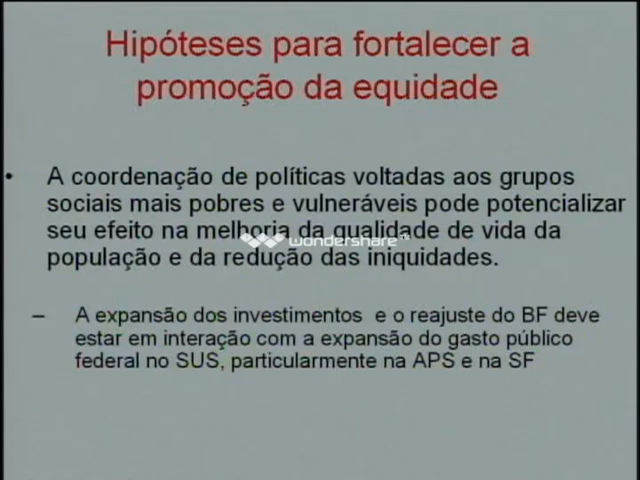 Hipóteses para fortalecer a
promoção da equidade
• A coordenação de políticas voltadas aos grupos
sociais mais pobres e vulneráveis pode potencializar
seu efeito na melhoria da qualidade de vida da
wondershare
população e da redução das iniquidades.
– A expansão dos investimentos e o reajuste do BF deve
estar em interação com a expansão do gasto público
federal no SUS, particularmente na APS e na SF